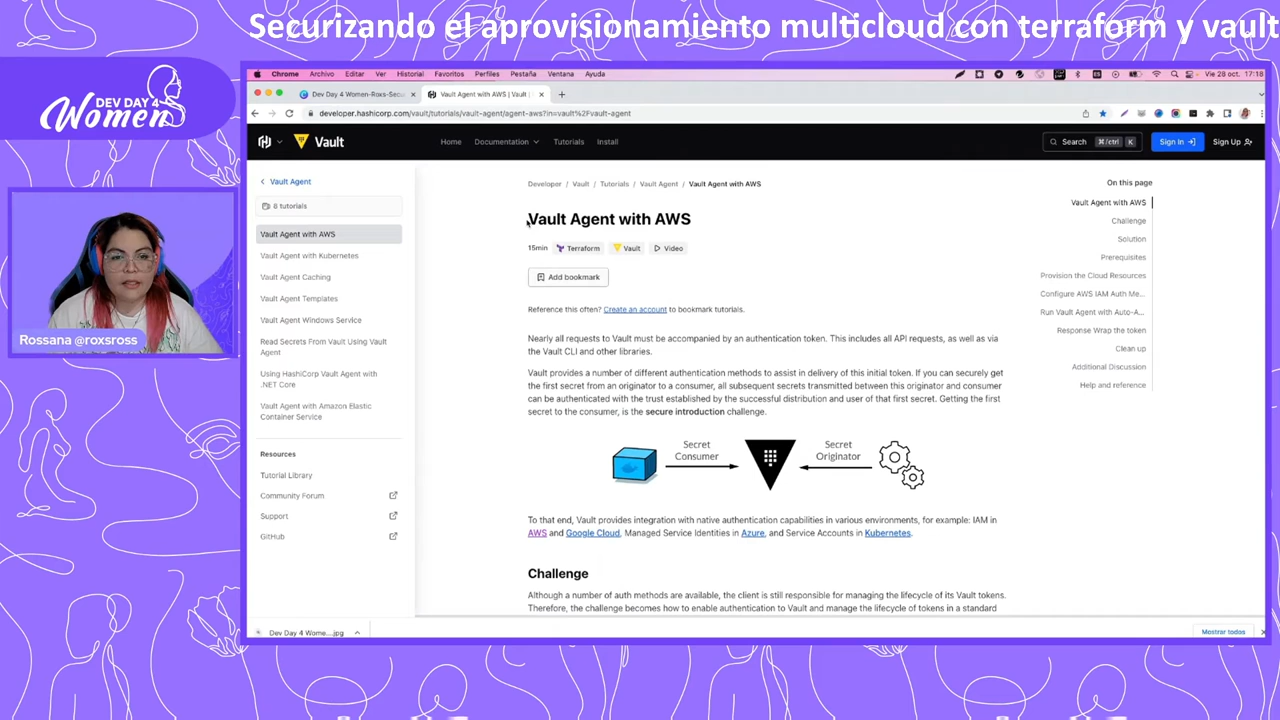 Securizando el aprovisionamiento multicloud con terraform y vault
DEV DAY 4
Women
Rossana @roxsross
Chrome Archivo Editar Ver Historial Favoritos Perfiles Pestaña Ventana Ayuda
Vie 28 oct. 17:18
Dev Day 4 Women-Roxs-Secu
Vault Agent with AWS | Vault |
developer.hashicorp.com/vault/tutorials/vault-agent/agent-aws?in=vault%2Fvault-agent
Vault
Home Documentation Tutorials Install
Search ⌘/ctrl K
Sign In
Sign Up
Vault Agent
8 tutorials
Vault Agent with AWS
Vault Agent with Kubernetes
Vault Agent Caching
Vault Agent Templates
Vault Agent Windows Service
Read Secrets From Vault Using Vault
Agent
Using HashiCorp Vault Agent with
.NET Core
Vault Agent with Amazon Elastic
Container Service
Resources
Tutorial Library
Community Forum
Support
GitHub
Developer / Vault / Tutorials / Vault Agent / Vault Agent with AWS
Vault Agent with AWS
15min Terraform Vault Video
Add bookmark
Reference this often? Create an account to bookmark tutorials.
Nearly all requests to Vault must be accompanied by an authentication token. This includes all API requests, as well as via
the Vault CLI and other libraries.
Vault provides a number of different authentication methods to assist in delivery of this initial token. If you can securely get
the first secret from an originator to a consumer, all subsequent secrets transmitted between this originator and consumer
can be authenticated with the trust established by the successful distribution and user of that first secret. Getting the first
secret to the consumer, is the secure introduction challenge.
Secret
Consumer
Secret
Originator
To that end, Vault provides integration with native authentication capabilities in various environments, for example: IAM in
AWS and Google Cloud, Managed Service Identities in Azure, and Service Accounts in Kubernetes.
Challenge
Although a number of auth methods are available, the client is still responsible for managing the lifecycle of its Vault tokens.
Therefore, the challenge becomes how to enable authentication to Vault and manage the lifecycle of tokens in a standard
On this page
Vault Agent with AWS
Challenge
Solution
Prerequisites
Provision the Cloud Resources
Configure AWS IAM Auth Me...
Run Vault Agent with Auto-A...
Response Wrap the token
Clean up
Additional Discussion
Help and reference
Dev Day 4 Wome....jpg
Mostrar todos